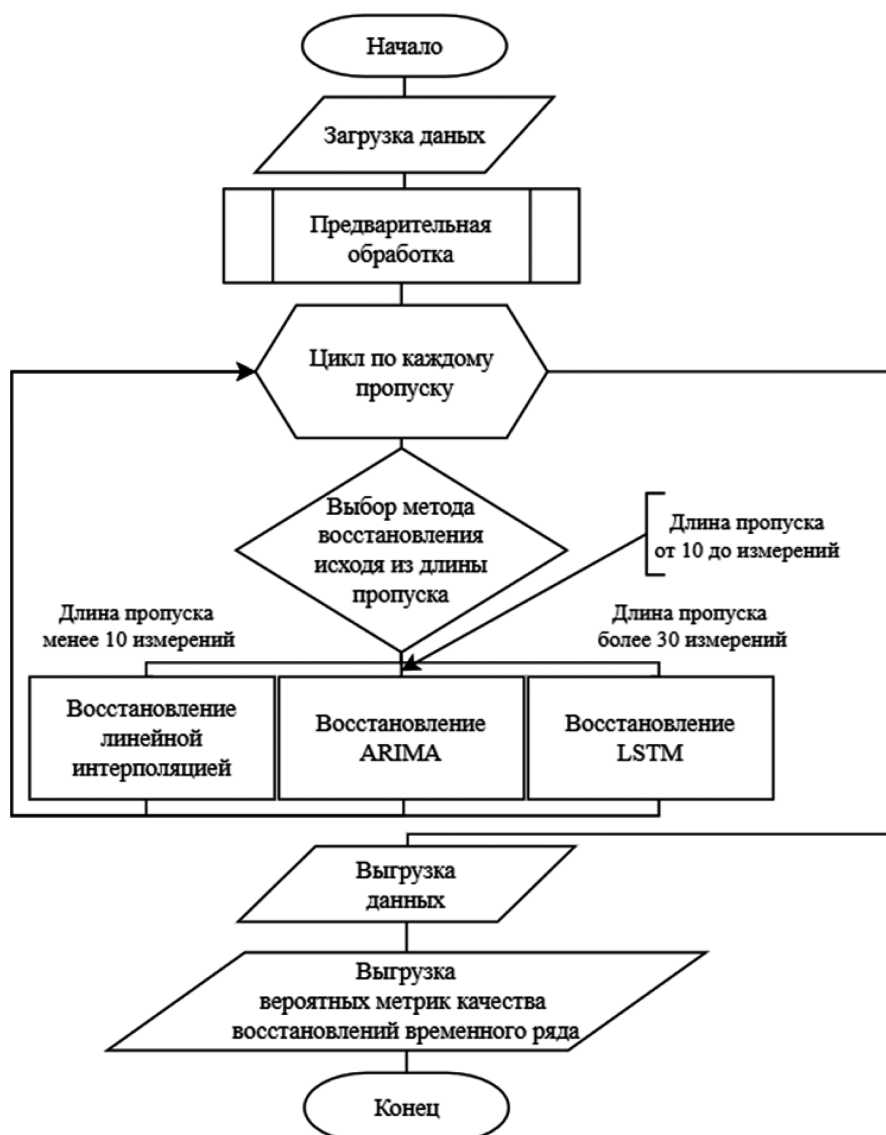 Начало
Загрузка даных
Предварительная
обработка
Цикл по каждому
пропуску
Выбор метода
восстановления
исходя из длины
пропуска
Длина пропуска
от 10 до измерений
Длина пропуска
менее 10 измерений
Длина пропуска
более 30 измерений
Восстановление
линейной
интерполяцией
Восстановление
ARIMA
Восстановление
LSTM
Выгрузка
данных
Выгрузка
вероятных метрик качества
восстановлений временного ряда
Конец